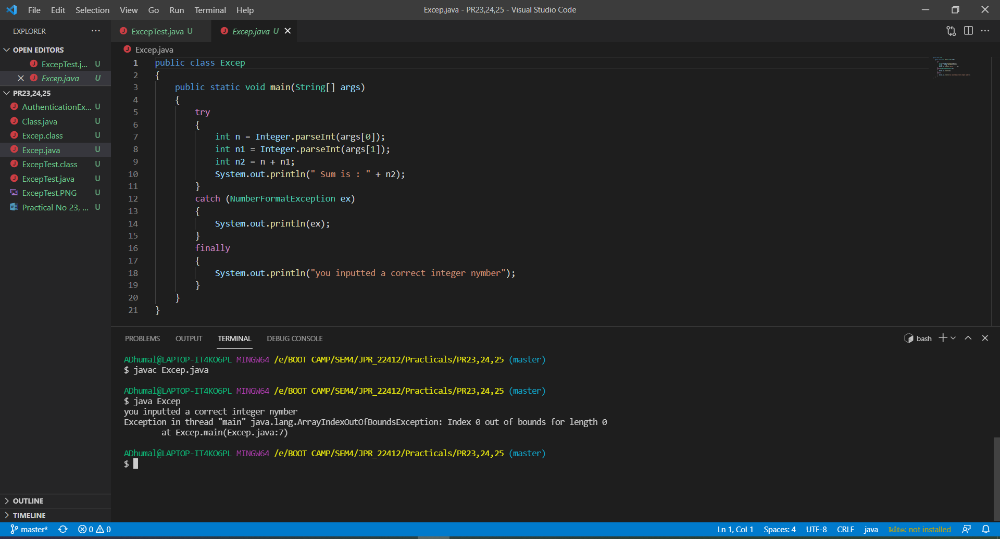 File Edit Selection View Go Run Terminal Help
Excep.java - PR23,24,25 - Visual Studio Code
EXPLORER
OPEN EDITORS
ExcepTest.j... U
Excep.java U
PR23,24,25
AuthenticationEx... U
Class.java U
Excep.class U
Excep.java U
ExcepTest.class U
ExcepTest.java U
ExcepTest.PNG U
Practical No 23, ... U
OUTLINE
TIMELINE
ExcepTest.java U
Excep.java U
Excep.java
1 public class Excep
2 {
3 public static void main(String[] args)
4 {
5 try
6 {
7 int n = Integer.parseInt(args[0]);
8 int n1 = Integer.parseInt(args[1]);
9 int n2 = n + n1;
10 System.out.println(" Sum is : " + n2);
11 }
12 catch (NumberFormatException ex)
13 {
14 System.out.println(ex);
15 }
16 finally
17 {
18 System.out.println("you inputted a correct integer nymber");
19 }
20 }
21 }
PROBLEMS OUTPUT TERMINAL DEBUG CONSOLE
bash
ADhumal@LAPTOP-IT4KO6PL MINGW64 /e/BOOT CAMP/SEM4/JPR_22412/Practicals/PR23,24,25 (master)
$ javac Excep.java
ADhumal@LAPTOP-IT4KO6PL MINGW64 /e/BOOT CAMP/SEM4/JPR_22412/Practicals/PR23,24,25 (master)
$ java Excep
you inputted a correct integer nymber
Exception in thread "main" java.lang.ArrayIndexOutOfBoundsException: Index 0 out of bounds for length 0
at Excep.main(Excep.java:7)
ADhumal@LAPTOP-IT4KO6PL MINGW64 /e/BOOT CAMP/SEM4/JPR_22412/Practicals/PR23,24,25 (master)
$
master* 0 0
Ln 1, Col 1 Spaces: 4 UTF-8 CRLF java kite: not installed